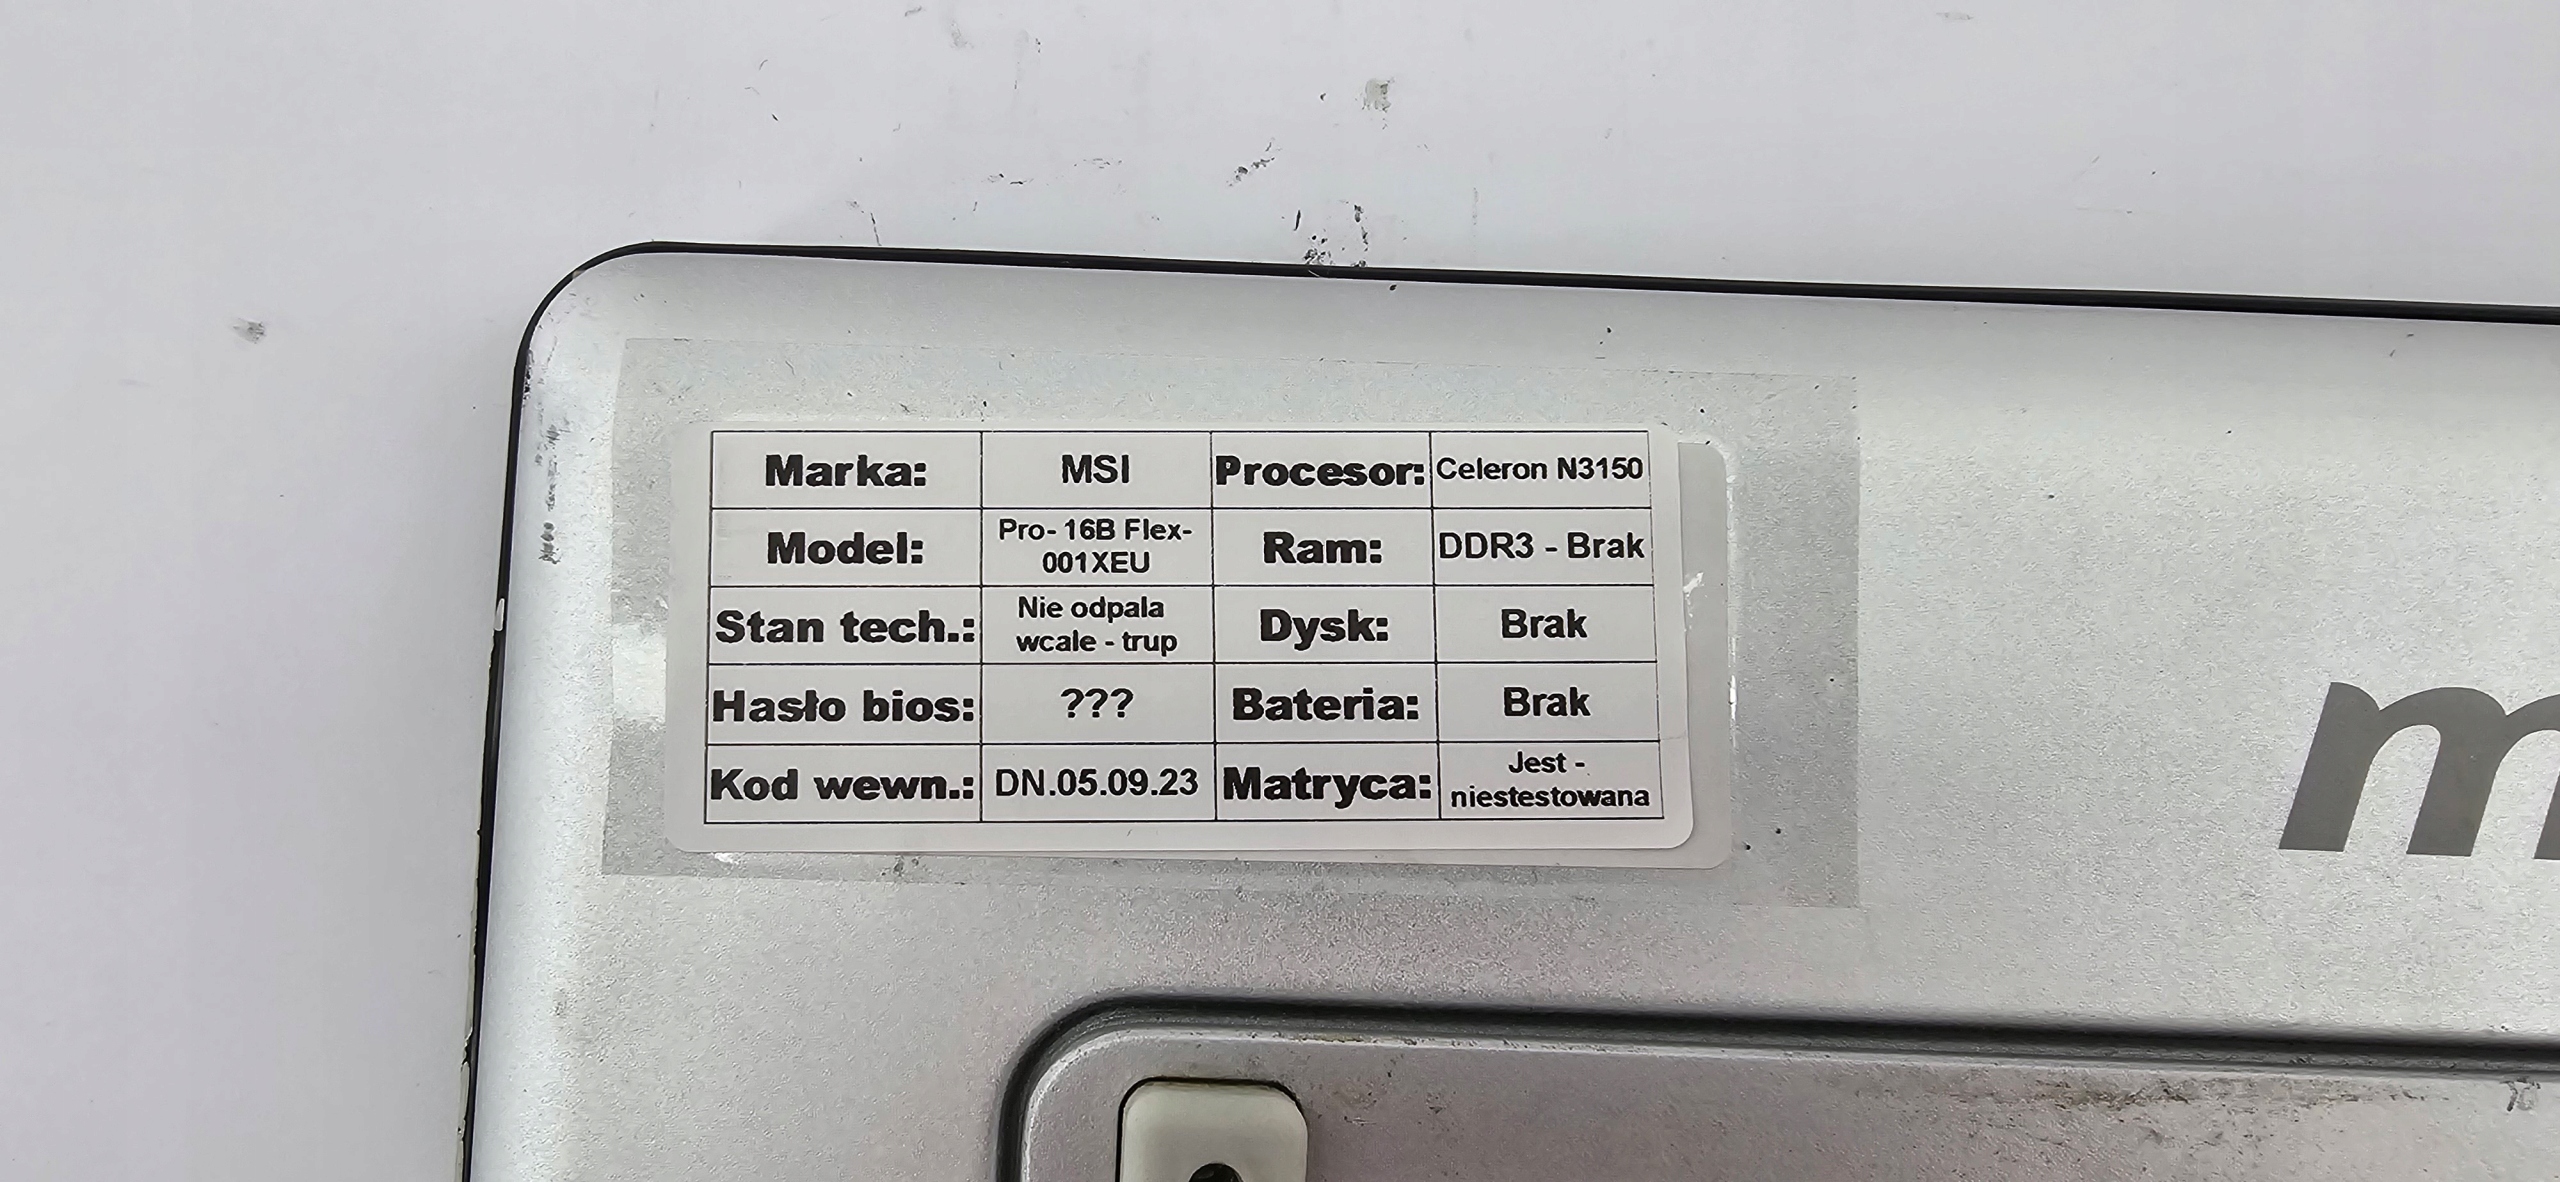 Marka: MSI Procesor: Celeron N3150
Model: Pro- 16B Flex-
001XEU Ram: DDR3 - Brak
Stan tech.: Nie odpala
wcale - trup Dysk: Brak
Hasło bios: ??? Bateria: Brak
Kod wewn.: DN.05.09.23 Matryca: Jest -
niestestowana